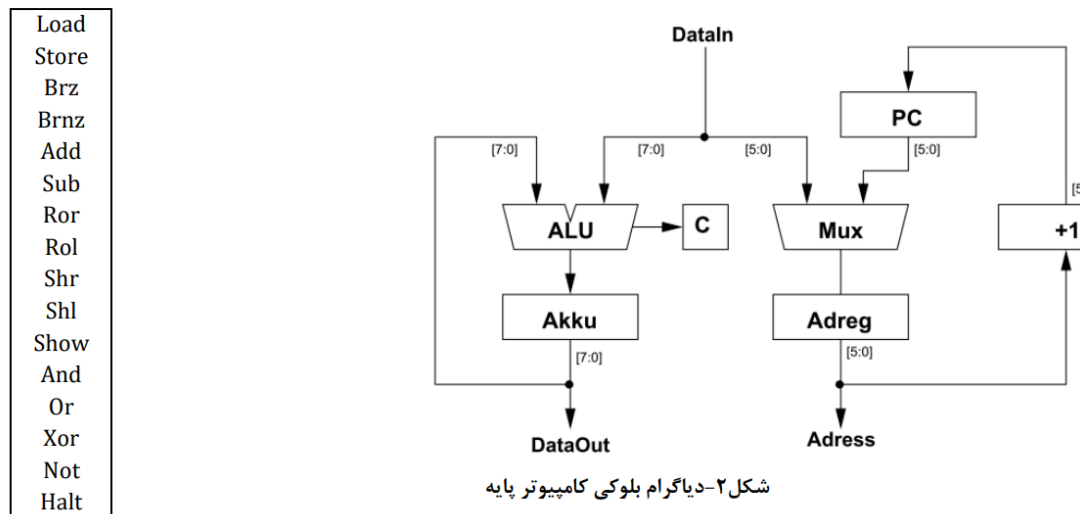 Load
Store
Brz
Brnz
Add
Sub
Ror
Rol
Shr
Shl
Show
And
Or
Xor
Not
Halt
DataIn
PC
[7:0]
[7:0]
[5:0]
[5:0]
ALU
C
Mux
+1
Akku
Adreg
[7:0]
[5:0]
DataOut
Adress
شکل۲-دیاگرام بلوکی کامپیوتر پایه